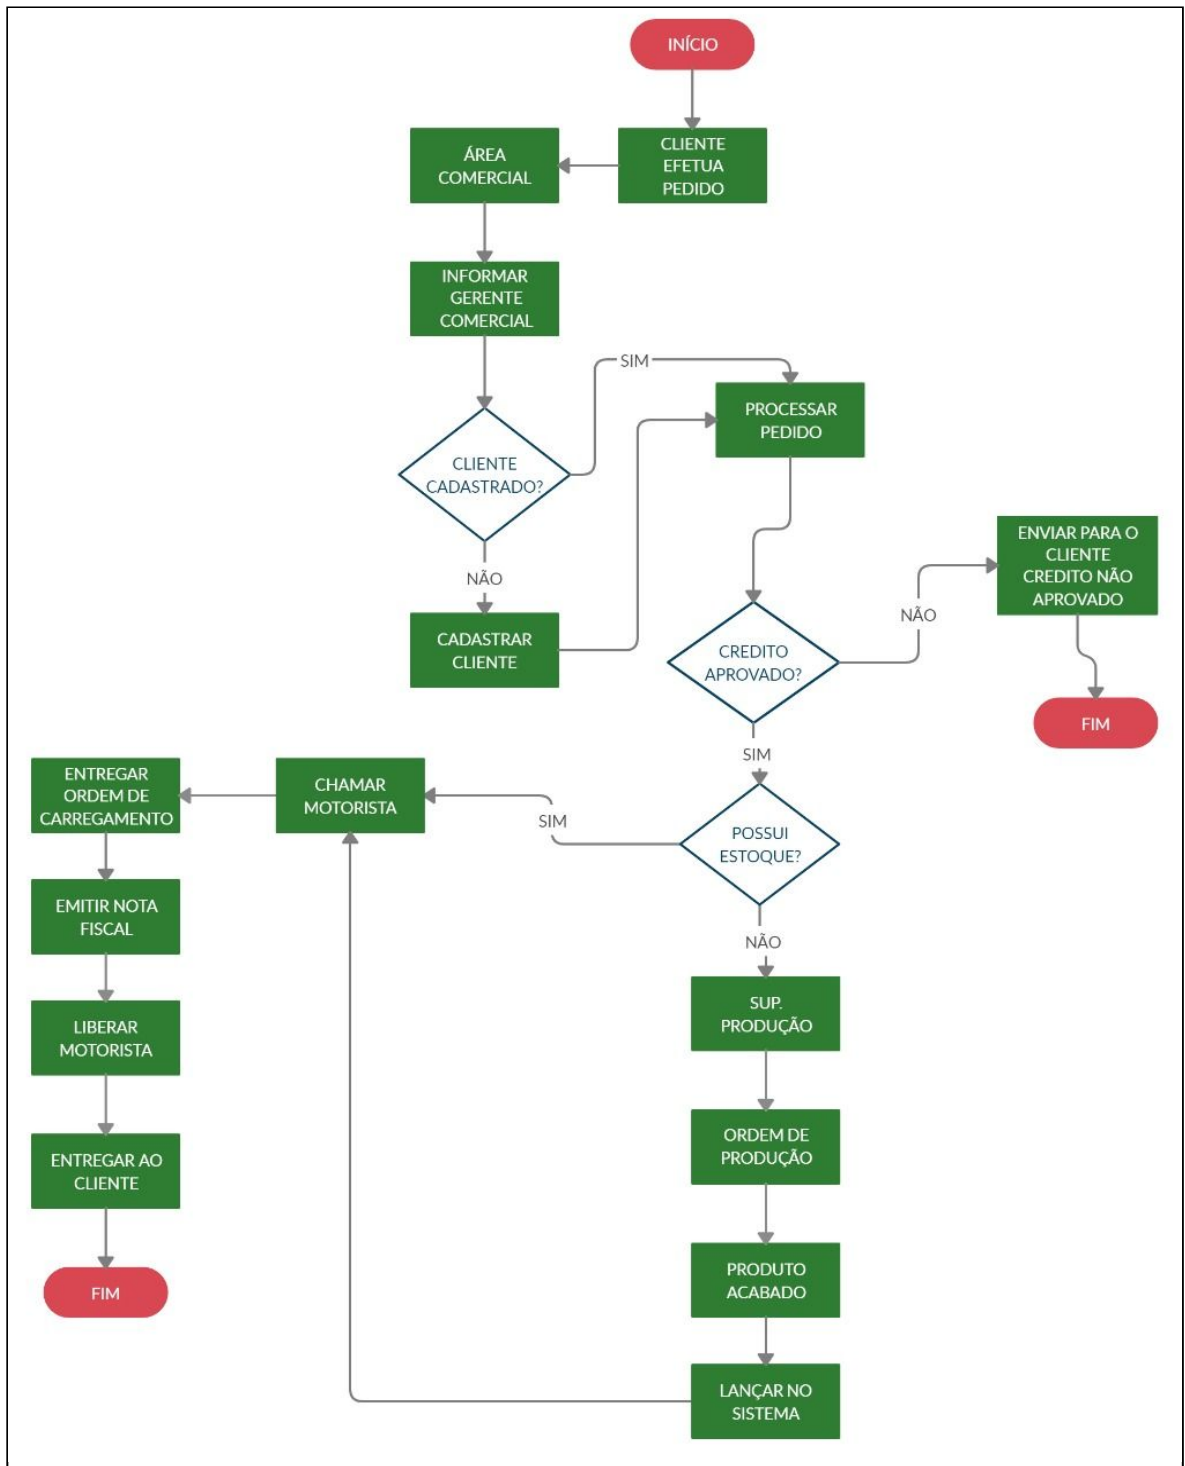 INÍCIO
CLIENTE
EFETUA
PEDIDO
ÁREA
COMERCIAL
INFORMAR
GERENTE
COMERCIAL
CLIENTE
CADASTRADO?
SIM
PROCESSAR
PEDIDO
NÃO
CADASTRAR
CLIENTE
CREDITO
APROVADO?
NÃO
ENVIAR PARA O
CLIENTE
CREDITO NÃO
APROVADO
FIM
SIM
POSSUI
ESTOQUE?
SIM
CHAMAR
MOTORISTA
ENTREGAR
ORDEM DE
CARREGAMENTO
EMITIR NOTA
FISCAL
LIBERAR
MOTORISTA
ENTREGAR AO
CLIENTE
FIM
NÃO
SUP.
PRODUÇÃO
ORDEM DE
PRODUÇÃO
PRODUTO
ACABADO
LANÇAR NO
SISTEMA